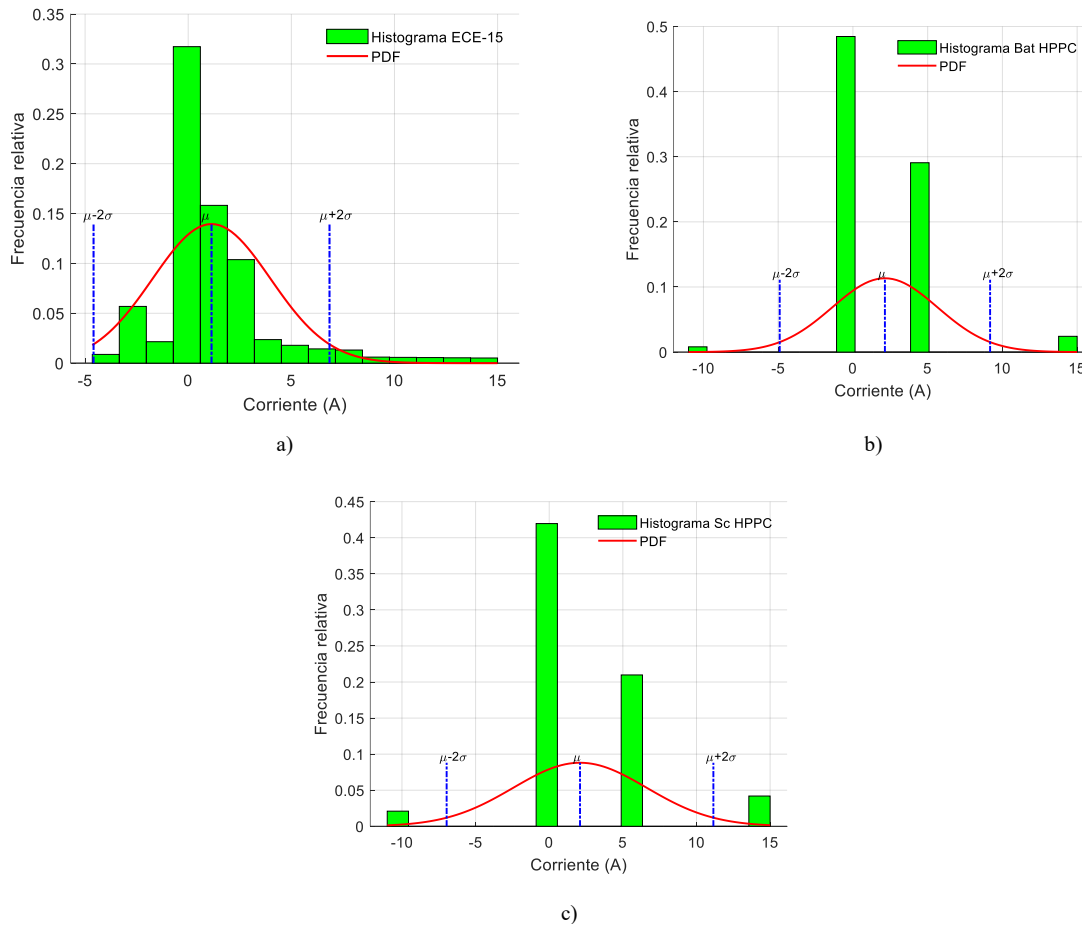 0.35
0.3
0.25
0.2
0.15
0.1
0.05
0
-5
0
5
10
15
Frecuencia relativa
Corriente (A)
Histograma ECE-15
PDF
μ-2σ
μ
μ+2σ
a)
0.5
0.4
0.3
0.2
0.1
0
-10
-5
0
5
10
15
Frecuencia relativa
Corriente (A)
Histograma Bat HPPC
PDF
μ-2σ
μ
μ+2σ
b)
0.45
0.4
0.35
0.3
0.25
0.2
0.15
0.1
0.05
0
-10
-5
0
5
10
15
Frecuencia relativa
Corriente (A)
Histograma Sc HPPC
PDF
μ-2σ
μ
μ+2σ
c)